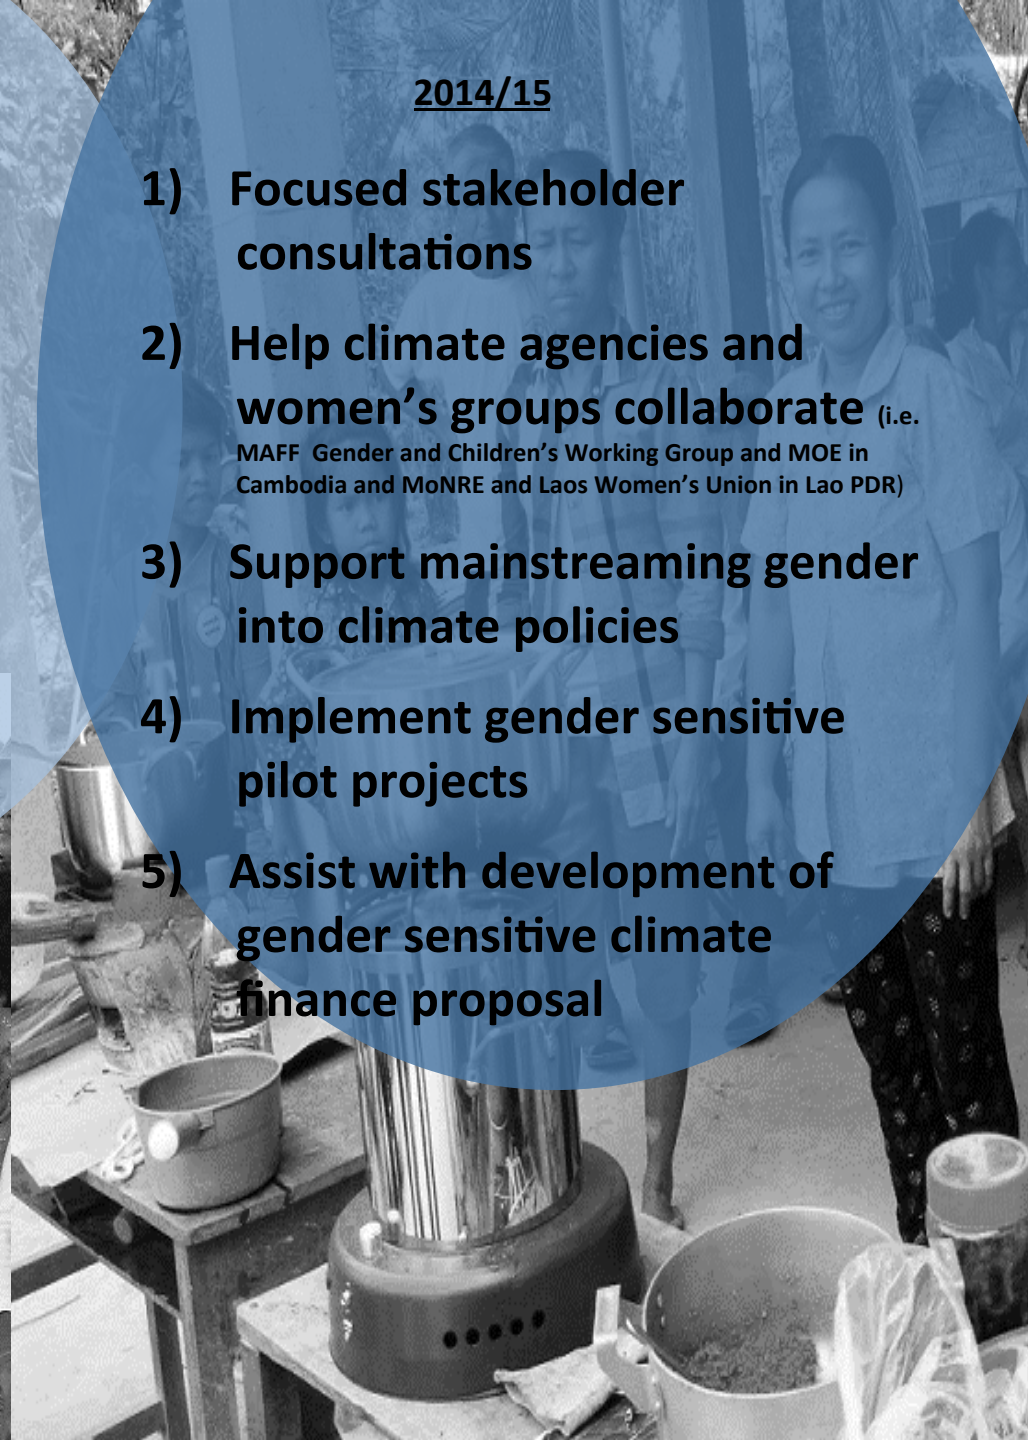 2014/15
1) Focused stakeholder
consultations
2) Help climate agencies and
women’s groups collaborate (i.e.
MAFF Gender and Children’s Working Group and MOE in
Cambodia and MoNRE and Laos Women’s Union in Lao PDR)
3) Support mainstreaming gender
into climate policies
4) Implement gender sensitive
pilot projects
5) Assist with development of
gender sensitive climate
finance proposal